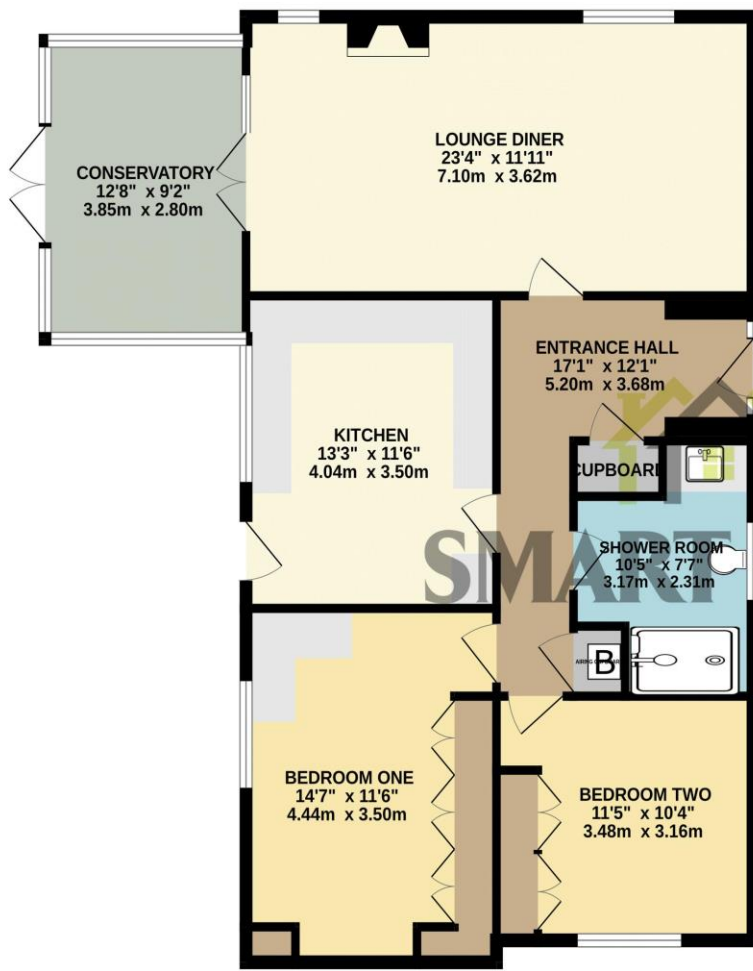 LOUNGE DINER
23'4" x 11'11"
7.10m x 3.62m
CONSERVATORY
12'8" x 9'2"
3.85m x 2.80m
ENTRANCE HALL
17'1" x 12'1"
5.20m x 3.68m
KITCHEN
13'3" x 11'6"
4.04m x 3.50m
CUPBOARD
SMART
SHOWER ROOM
10'5" x 7'7"
3.17m x 2.31m
B
BEDROOM ONE
14'7" x 11'6"
4.44m x 3.50m
BEDROOM TWO
11'5" x 10'4"
3.48m x 3.16m